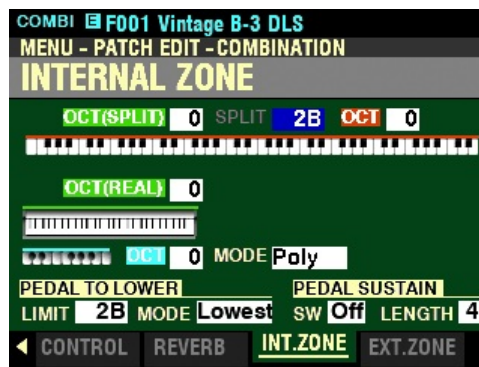 COMBI E F001 Vintage B-3 DLS
MENU - PATCH EDIT - COMBINATION
INTERNAL ZONE
OCT(SPLIT) 0 SPLIT 2B OCT 0
OCT(REAL) 0
OCT 0 MODE Poly
PEDAL TO LOWER PEDAL SUSTAIN
LIMIT 2B MODE Lowest SW Off LENGTH 4
CONTROL REVERB INT.ZONE EXT.ZONE